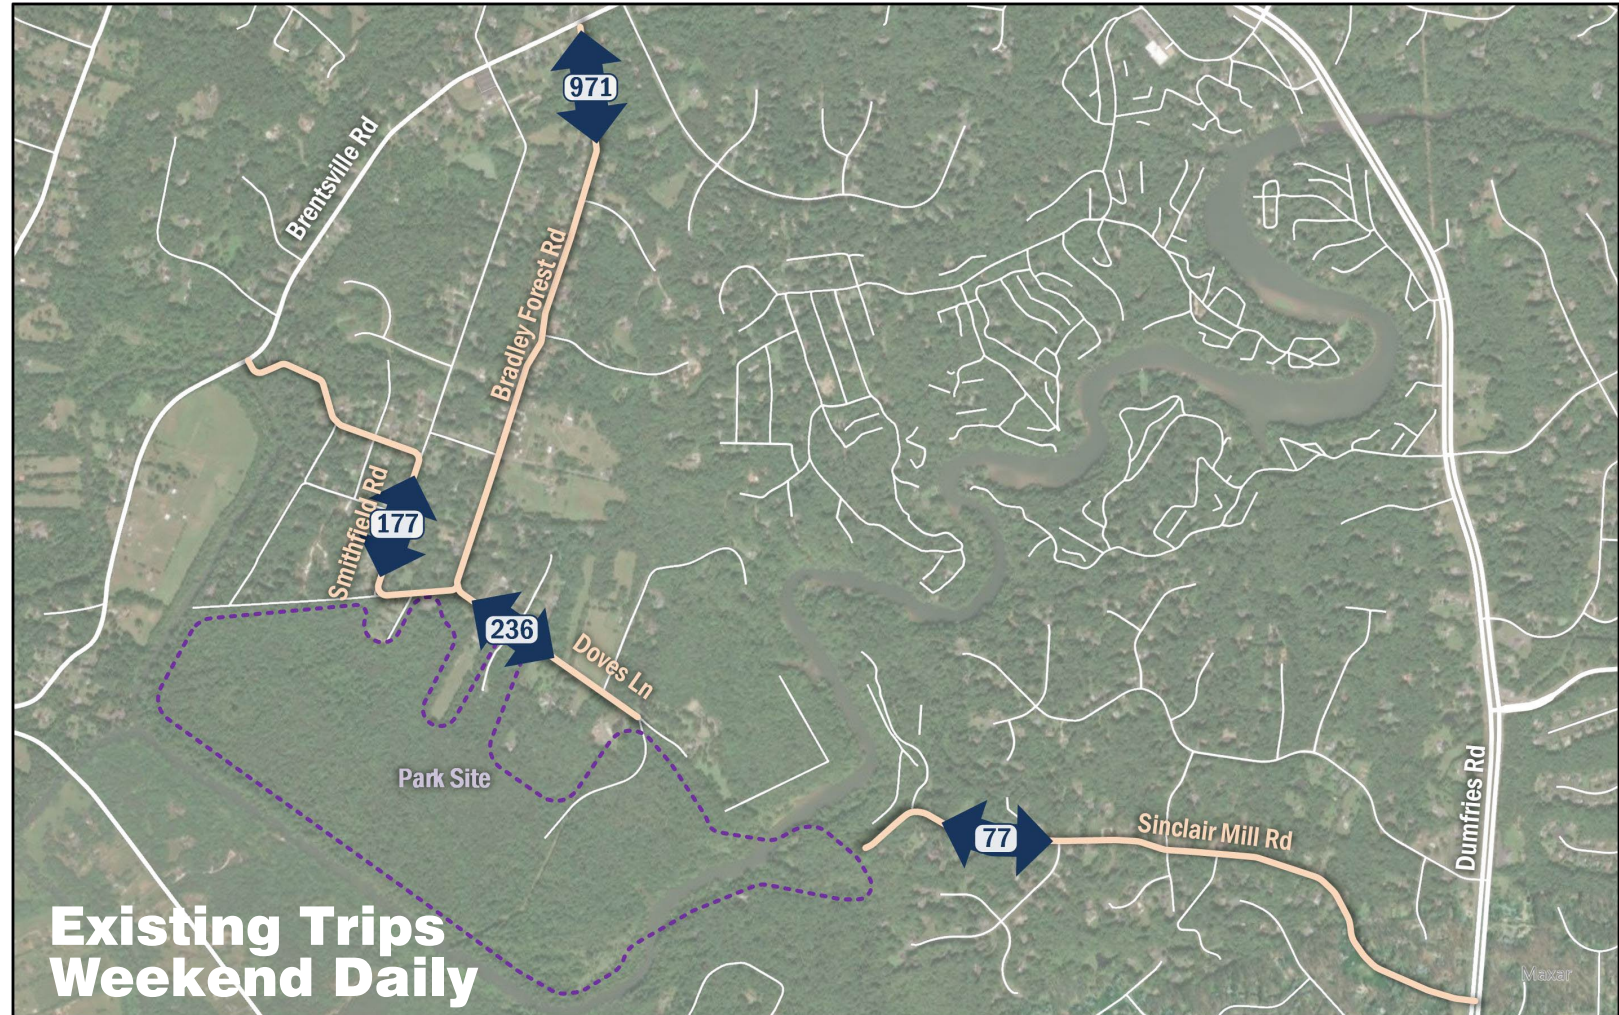 971
Brentsville Rd
Bradley Forest Rd
Smithfield Rd
177
236
Doves Ln
Park Site
Dumfries Rd
77
Sinclair Mill Rd
Existing Trips
Weekend Daily
Maxar